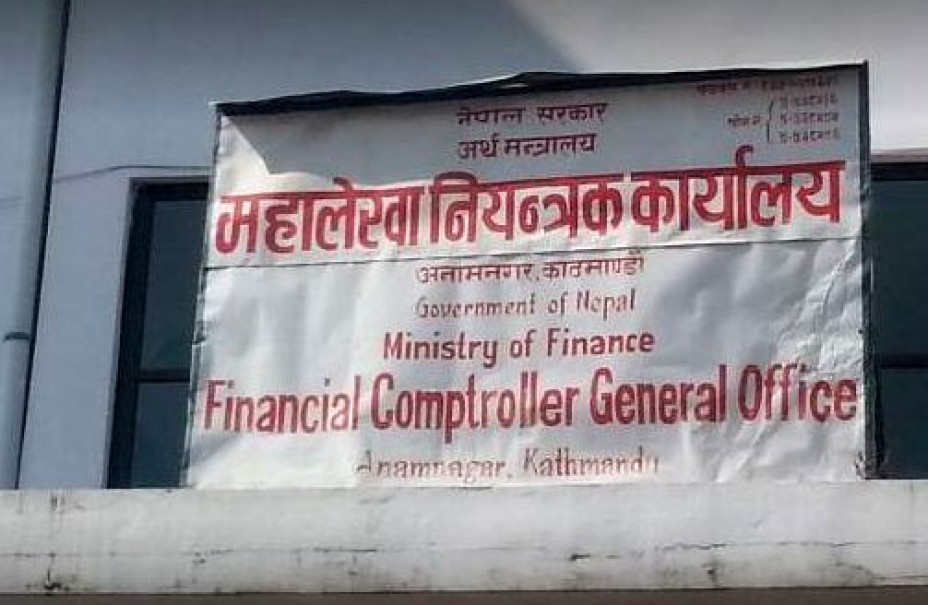 नेपाल सरकार
अर्थ मन्त्रालय
महालेखा नियन्त्रक कार्यालय
अनामनगर, काठमाण्डौं
Government of Nepal
Ministry of Finance
Financial Comptroller General Office
Anamnagar, Kathmandu